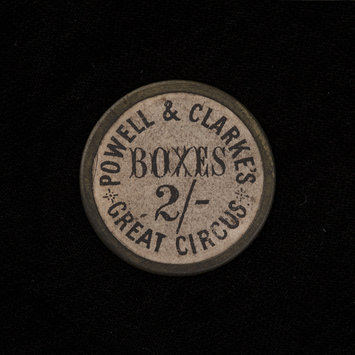 POWELL & CLARKE'S
BOXES
2/-
GREAT CIRCUS